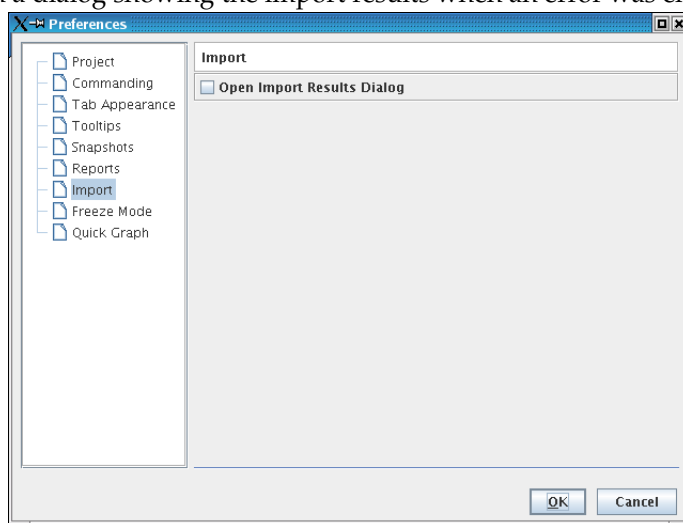 a dialog showing the import results when an error was
Preferences
Project
Commanding
Tab Appearance
Tooltips
Snapshots
Reports
Import
Freeze Mode
Quick Graph
Import
Open Import Results Dialog
OK
Cancel